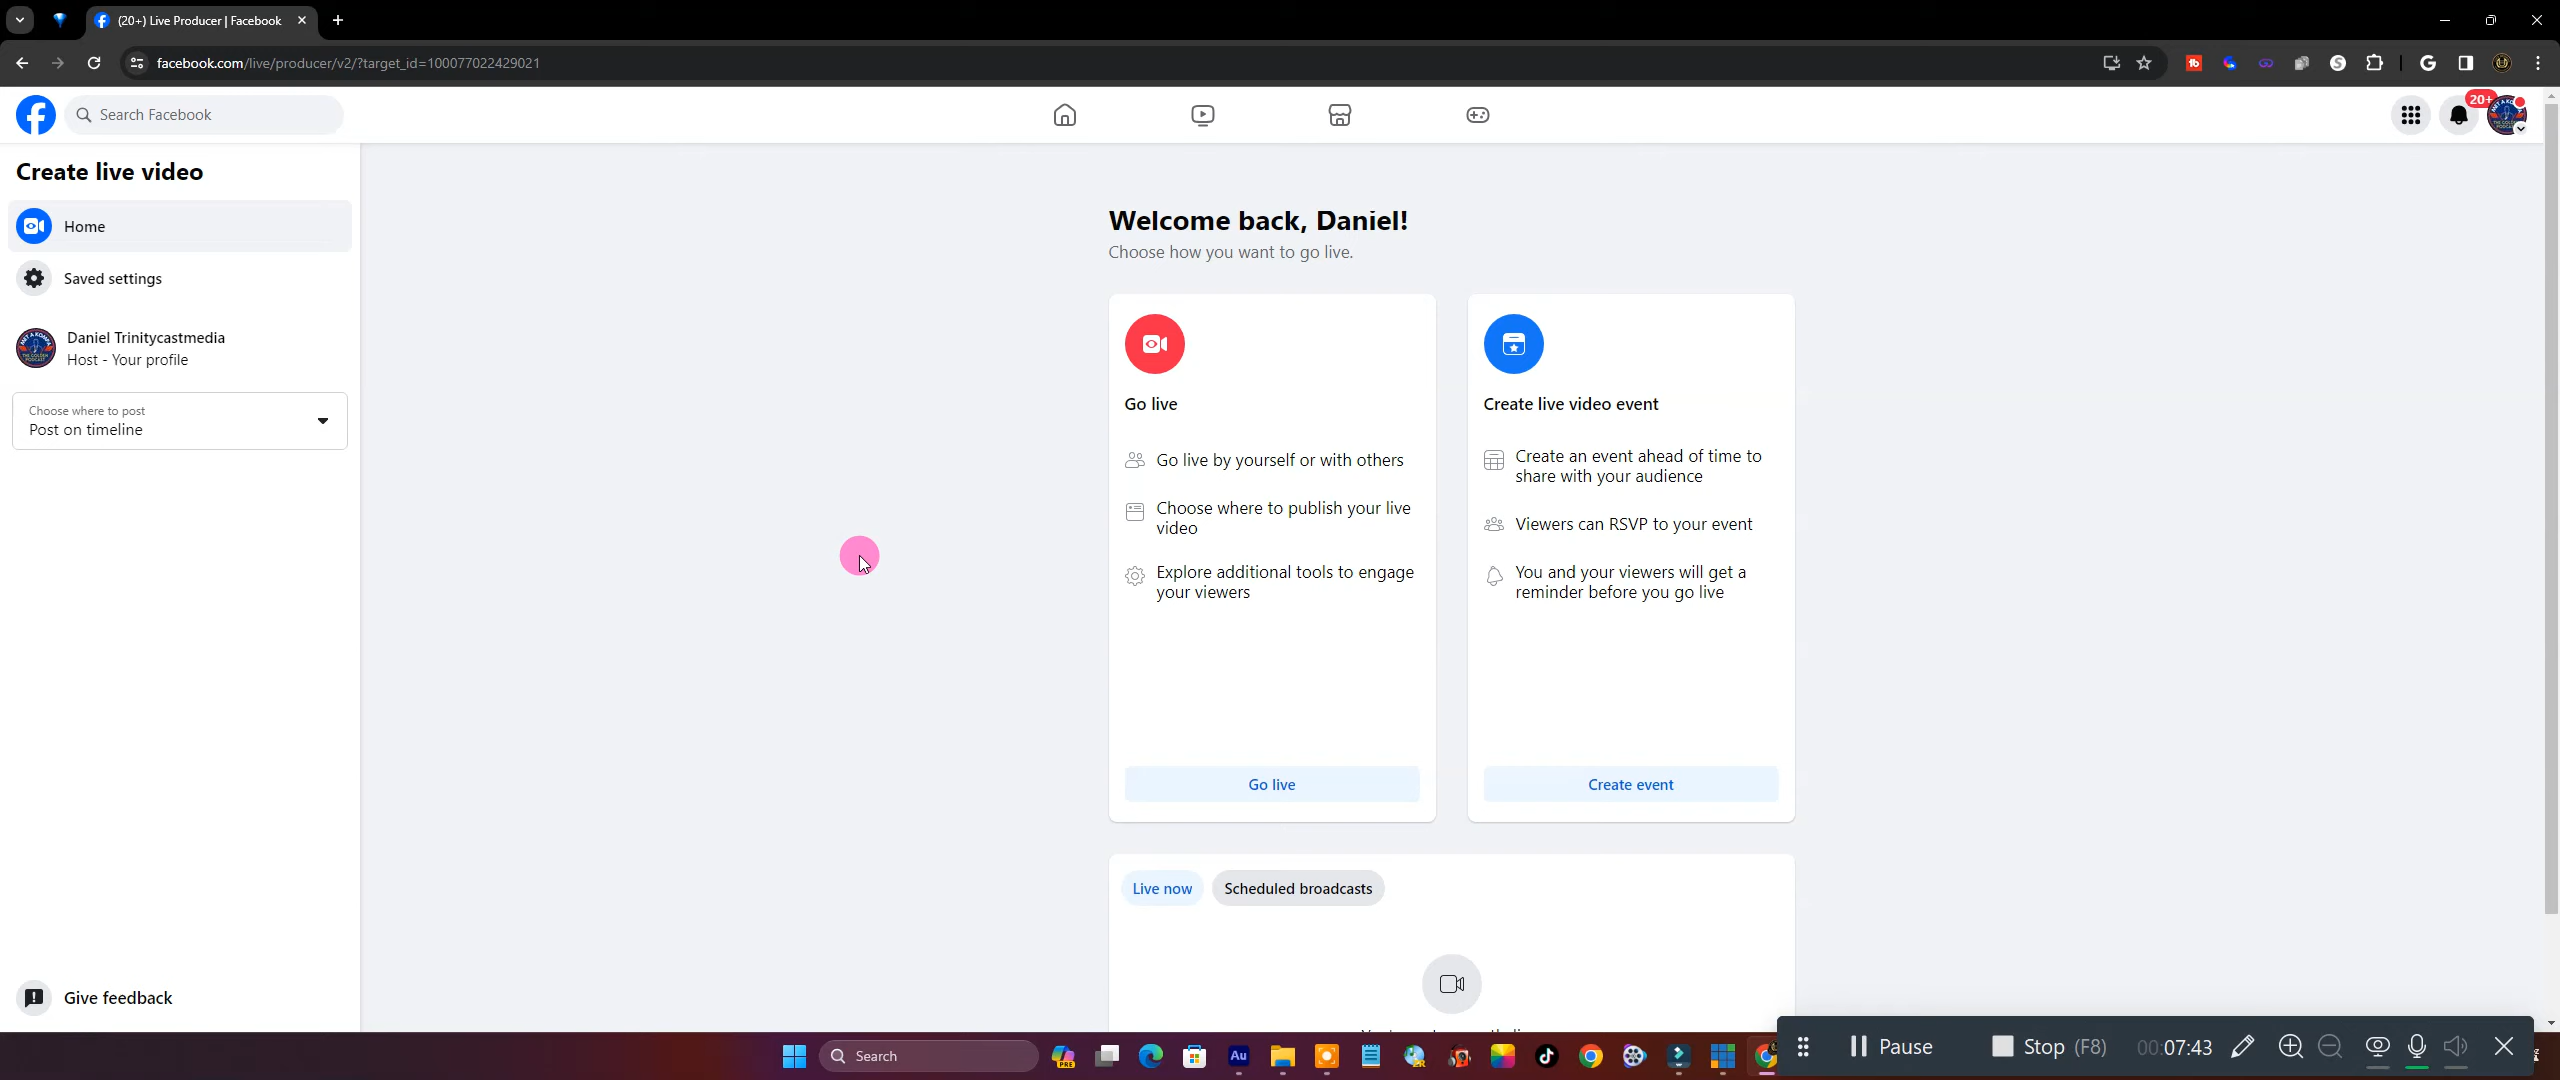 (20+) Live Producer | Facebook
facebook.com/live/producer/v2/?target_id=100077022429021
Search Facebook
20+
Create live video
Home
Saved settings
Daniel Trinitycastmedia
Host - Your profile
Choose where to post
Post on timeline
Give feedback
Welcome back, Daniel!
Choose how you want to go live.
Go live
Go live by yourself or with others
Choose where to publish your live
video
Explore additional tools to engage
your viewers
Go live
Create live video event
Create an event ahead of time to
share with your audience
Viewers can RSVP to your event
You and your viewers will get a
reminder before you go live
Create event
Live now
Scheduled broadcasts
Search
PRE
Au
Pause
Stop (F8)
00:07:43